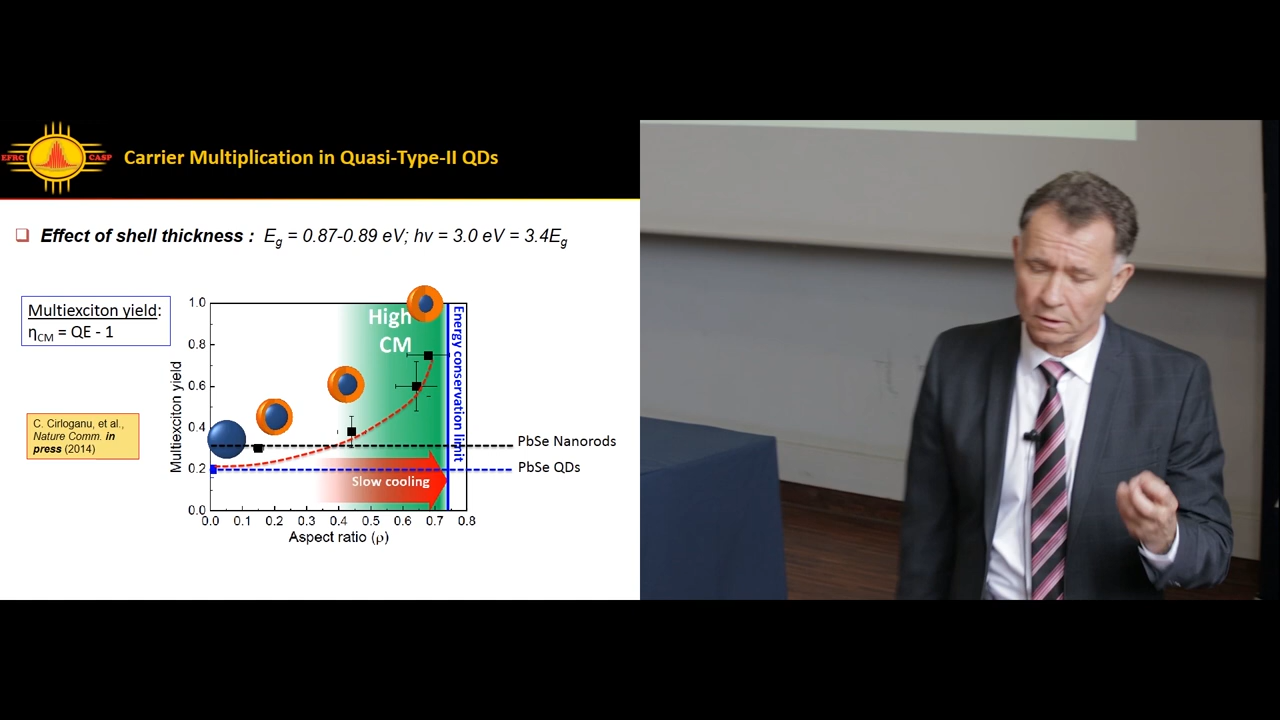 EFRC CASP
Carrier Multiplication in Quasi-Type-II QDs
Effect of shell thickness : Eg = 0.87-0.89 eV; hν = 3.0 eV = 3.4Eg
Multiexciton yield:
ηCM = QE - 1
C. Cirloganu, et al.,
Nature Comm. in
press (2014)
Multiexciton yield
1.0
0.8
0.6
0.4
0.2
0.0
High
CM
Energy conservation limit
PbSe Nanorods
PbSe QDs
Slow cooling
0.0 0.1 0.2 0.3 0.4 0.5 0.6 0.7 0.8
Aspect ratio (ρ)